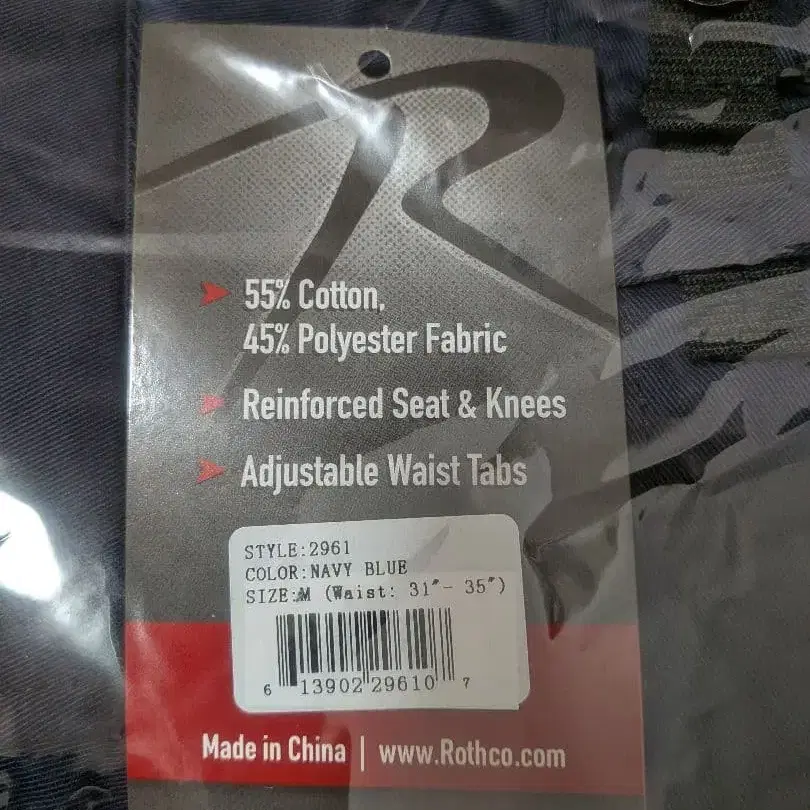 55% Cotton,
45% Polyester Fabric
Reinforced Seat & Knees
Adjustable Waist Tabs
STYLE:2961
COLOR:NAVY BLUE
SIZE:M (Waist: 31"- 35")
6 13902 29610 7
Made in China | www.Rothco.com